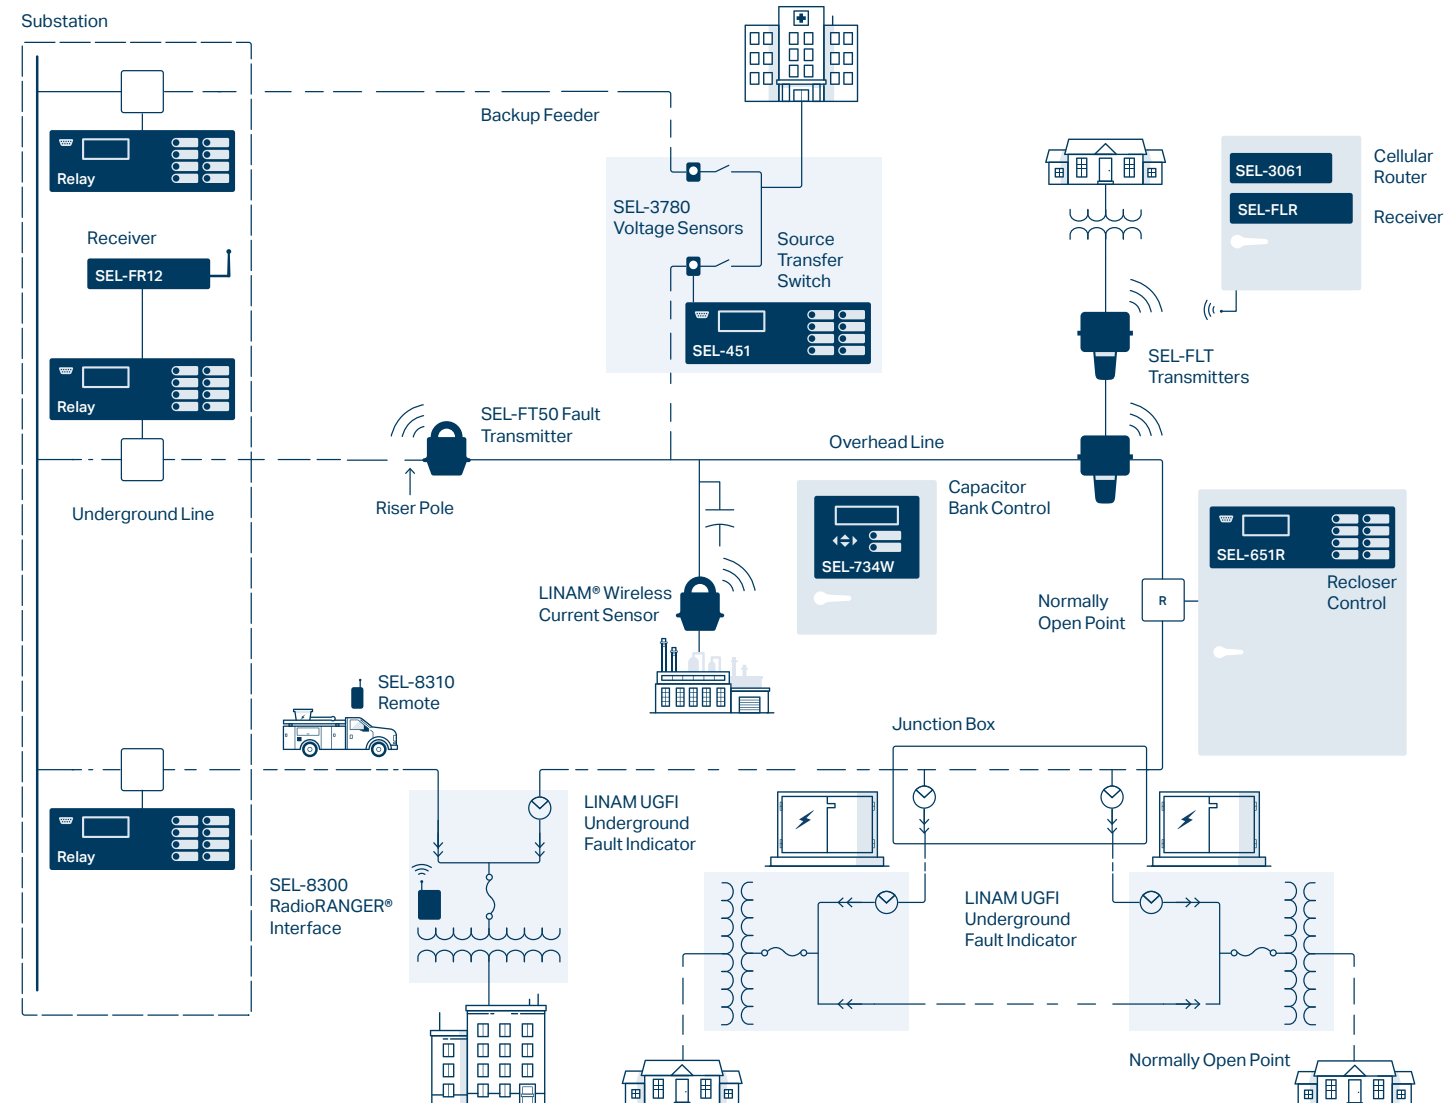 Substation
Backup Feeder
Relay
SEL-3780
Voltage Sensors
Source
Transfer
Switch
SEL-451
Receiver
SEL-FR12
Relay
SEL-3061
Cellular
Router
SEL-FLR
Receiver
SEL-FLT
Transmitters
SEL-FT50 Fault
Transmitter
Overhead Line
Riser Pole
Underground Line
Capacitor
Bank Control
SEL-734W
SEL-651R
Recloser
Control
LINAM® Wireless
Current Sensor
Normally
Open Point
R
SEL-8310
Remote
Junction Box
Relay
LINAM UGFI
Underground
Fault Indicator
SEL-8300
RadioRANGER®
Interface
LINAM UGFI
Underground
Fault Indicator
Normally Open Point